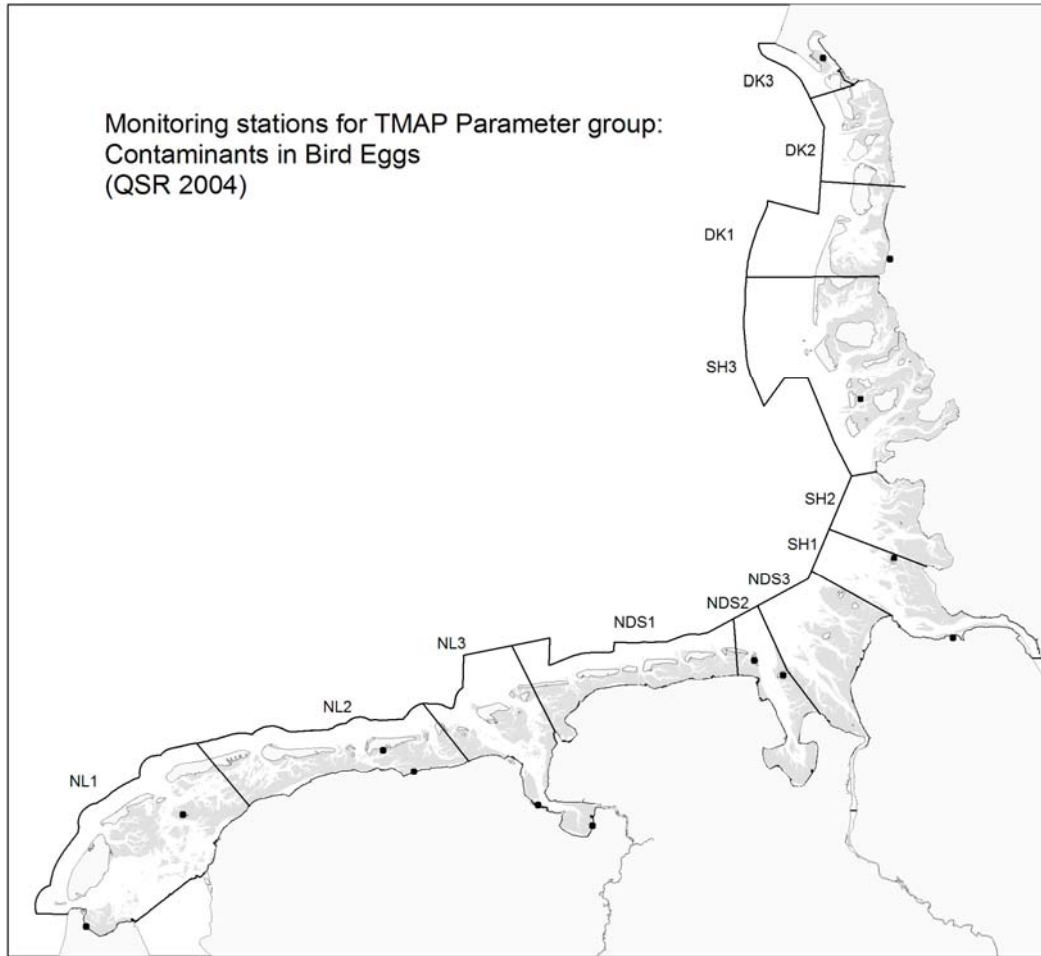 Monitoring stations for TMAP Parameter group:
Contaminants in Bird Eggs
(QSR 2004)
DK3
DK2
DK1
SH3
SH2
SH1
NDS3
NDS2
NDS1
NL3
NL2
NL1